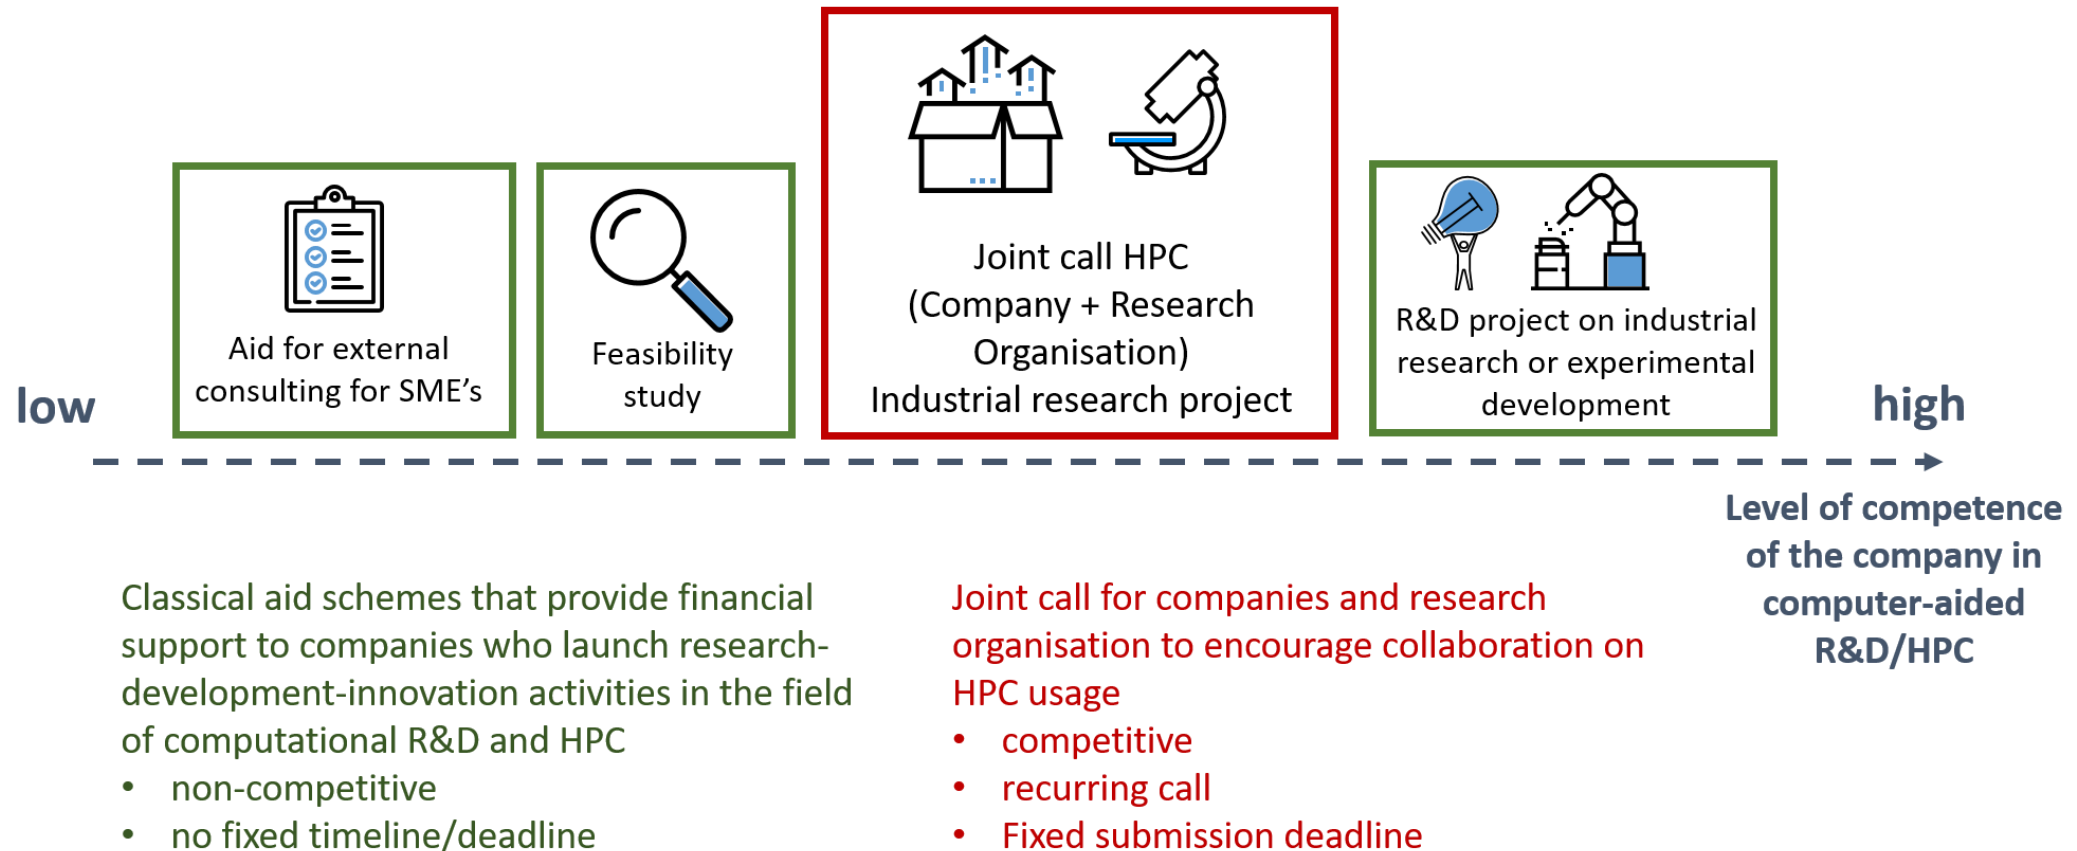 Aid for external
consulting for SME's
Feasibility
study
Joint call HPC
(Company + Research
Organisation)
Industrial research project
R&D project on industrial
research or experimental
development
low
high
Level of competence
of the company in
computer-aided
R&D/HPC
Classical aid schemes that provide financial
support to companies who launch research-
development-innovation activities in the field
of computational R&D and HPC
• non-competitive
• no fixed timeline/deadline
Joint call for companies and research
organisation to encourage collaboration on
HPC usage
• competitive
• recurring call
• Fixed submission deadline